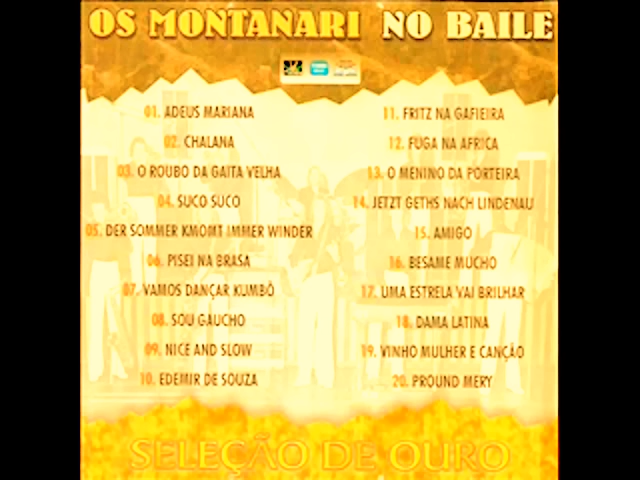 OS MONTANARI NO BAILE
01. ADEUS MARIANA
02. CHALANA
03. O ROUBO DA GAITA VELHA
04. SUCO SUCO
05. DER SOMMER KMOMT IMMER WINDER
06. PISEI NA BRASA
07. VAMOS DANÇAR KUMBÔ
08. SOU GAUCHO
09. NICE AND SLOW
10. EDEMIR DE SOUZA
11. FRITZ NA GAFIEIRA
12. FUGA NA AFRICA
13. O MENINO DA PORTEIRA
14. JETZT GETHS NACH LINDENAU
15. AMIGO
16. BESAME MUCHO
17. UMA ESTRELA VAI BRILHAR
18. DAMA LATINA
19. VINHO MULHER E CANÇÃO
20. PROUND MERY
SELEÇÃO DE OURO